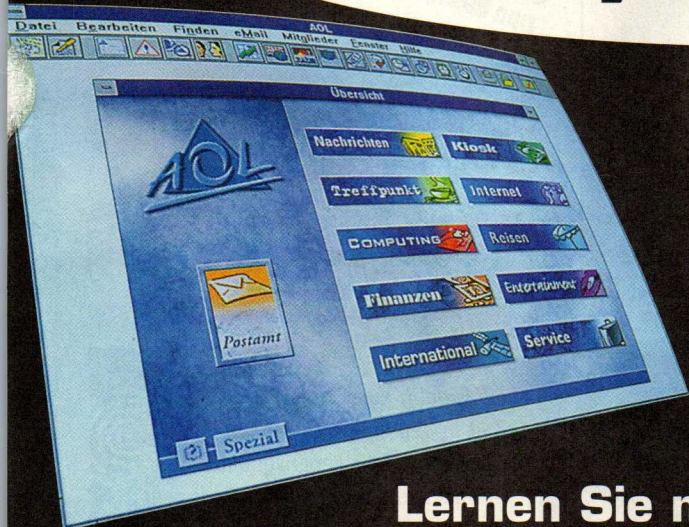 AOL
Datei Bearbeiten Finden eMail Mitglieder Fenster Hilfe
Übersicht
AOL
Nachrichten Kiosk
Treffpunkt Internet
COMPUTING Reisen
Finanzen Entertainment
International Service
Postamt
Spezial
Lernen Sie